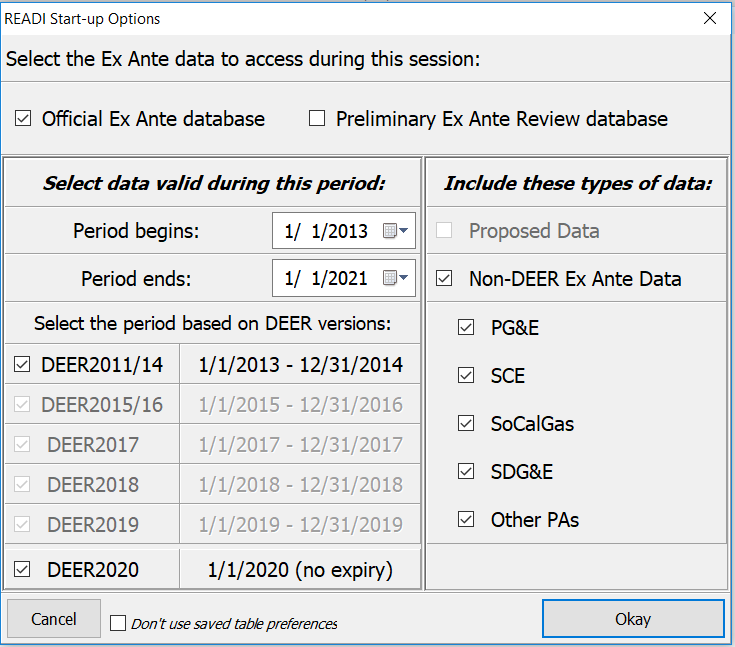 READI Start-up Options
Select the Ex Ante data to access during this session:
Official Ex Ante database
Preliminary Ex Ante Review database
Select data valid during this period:
Period begins:
1/ 1/2013
Period ends:
1/ 1/2021
Select the period based on DEER versions:
DEER2011/14 1/1/2013 - 12/31/2014
DEER2015/16 1/1/2015 - 12/31/2016
DEER2017 1/1/2017 - 12/31/2017
DEER2018 1/1/2018 - 12/31/2018
DEER2019 1/1/2019 - 12/31/2019
DEER2020 1/1/2020 (no expiry)
Include these types of data:
Proposed Data
Non-DEER Ex Ante Data
PG&E
SCE
SoCalGas
SDG&E
Other PAs
Cancel
Don't use saved table preferences
Okay